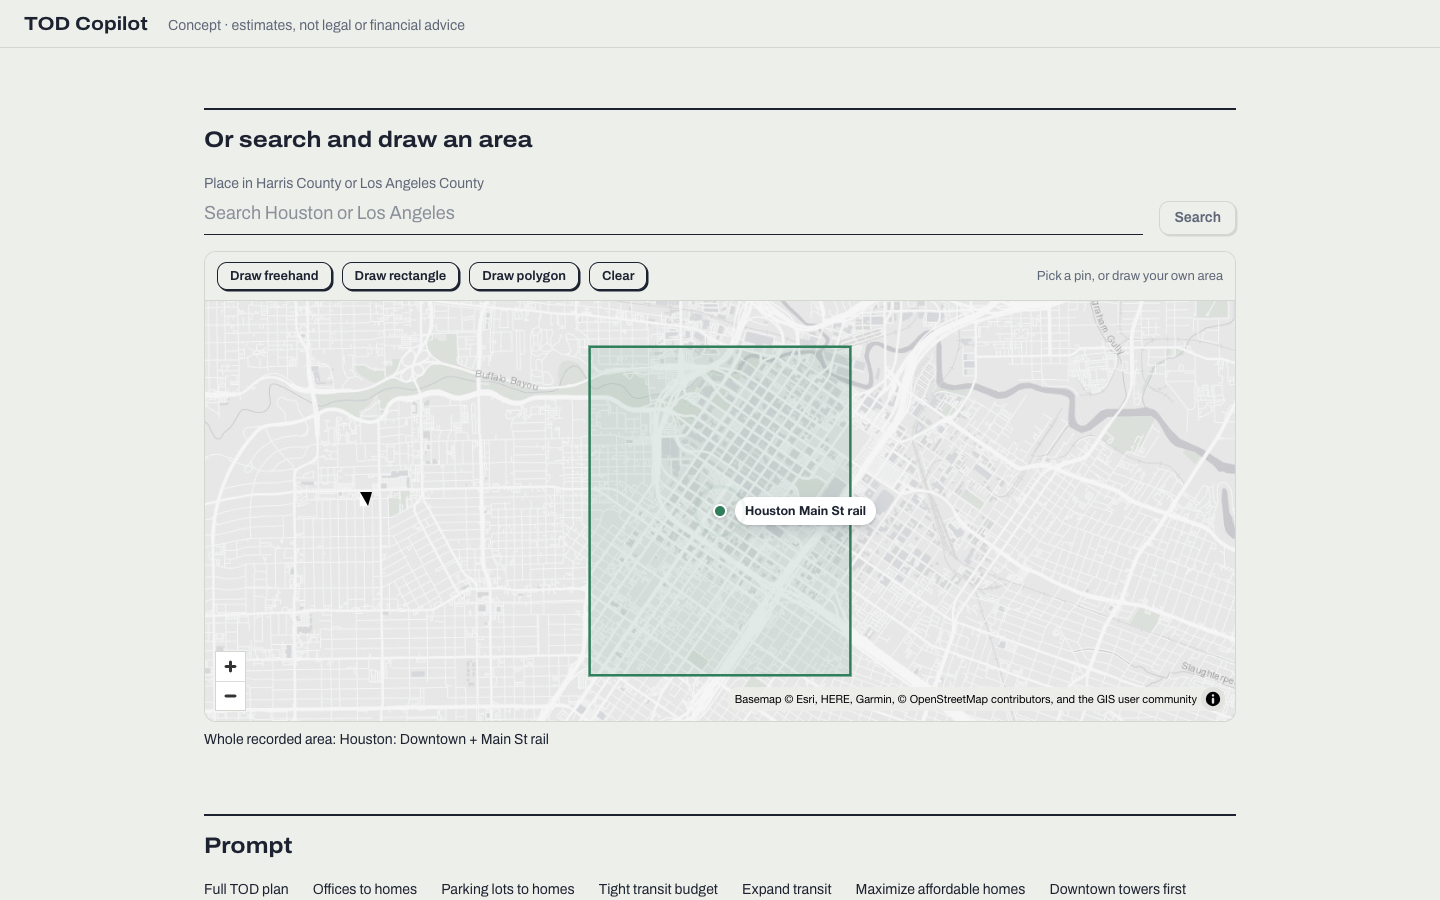 TOD Copilot
Concept · estimates, not legal or financial advice
Or search and draw an area
Place in Harris County or Los Angeles County
Search Houston or Los Angeles
Search
Draw freehand
Draw rectangle
Draw polygon
Clear
Pick a pin, or draw your own area
Buffalo Bayou
Houston Main St rail
Basemap © Esri, HERE, Garmin, © OpenStreetMap contributors, and the GIS user community
Whole recorded area: Houston: Downtown + Main St rail
Prompt
Full TOD plan
Offices to homes
Parking lots to homes
Tight transit budget
Expand transit
Maximize affordable homes
Downtown towers first